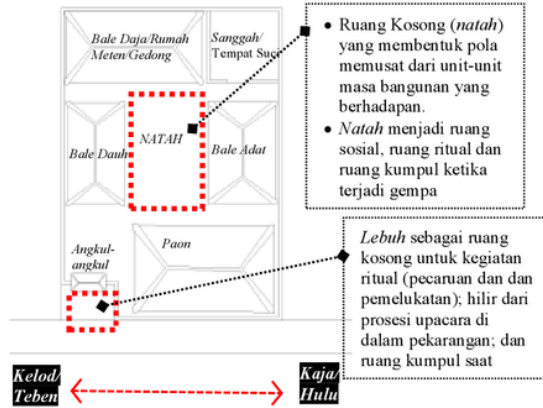 Bale Daja/Rumah
Meten/Gedong
Sanggah/
Tempat Suci
Bale Dauh
NATAH
Bale Adat
Angkul-
angkul
Paon
• Ruang Kosong (natah)
yang membentuk pola
memusat dari unit-unit
masa bangunan yang
berhadapan.
• Natah menjadi ruang
sosial, ruang ritual dan
ruang kumpul ketika
terjadi gempa
Lebuh sebagai ruang
kosong untuk kegiatan
ritual (pecaruan dan dan
pemelukatan); hilir dari
prosesi upacara di
dalam pekarangan; dan
ruang kumpul saat
Kelod/
Teben
Kaja/
Hulu